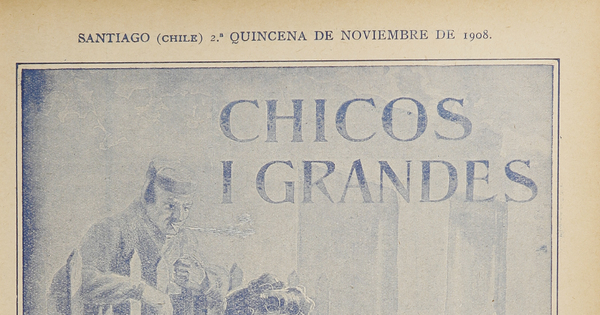 SANTIAGO (CHILE) 2.ª QUINCENA DE NOVIEMBRE DE 1908.
CHICOS
I GRANDES